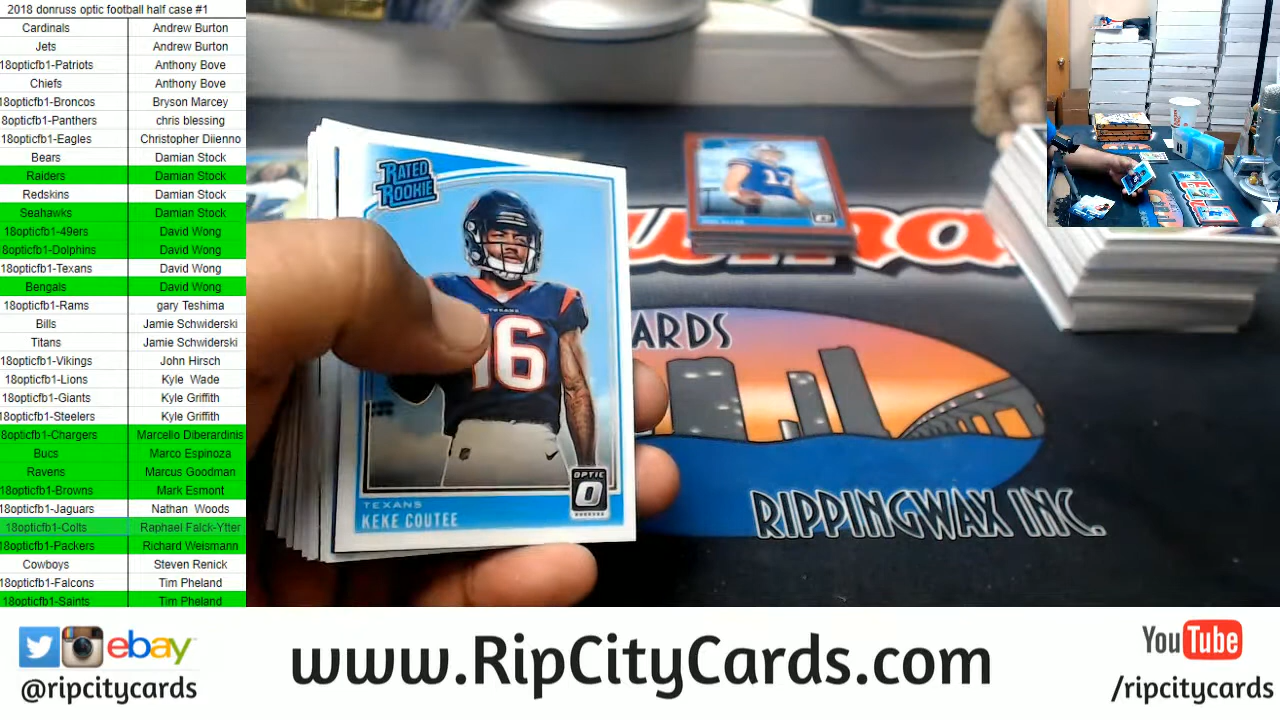 2018 donruss optic football half case #1
Cardinals Andrew Burton
Jets Andrew Burton
18opticfb1-Patriots Anthony Bove
Chiefs Anthony Bove
18opticfb1-Broncos Bryson Marcey
8opticfb1-Panthers chris blessing
18opticfb1-Eagles Christopher Diienno
Bears Damian Stock
Raiders Damian Stock
Redskins Damian Stock
Seahawks Damian Stock
18opticfb1-49ers David Wong
8opticfb1-Dolphins David Wong
18opticfb1-Texans David Wong
Bengals David Wong
18opticfb1-Rams gary Teshima
Bills Jamie Schwiderski
Titans Jamie Schwiderski
18opticfb1-Vikings John Hirsch
18opticfb1-Lions Kyle Wade
18opticfb1-Giants Kyle Griffith
8opticfb1-Steelers Kyle Griffith
8opticfb1-Chargers Marcello Diberardinis
Bucs Marco Espinoza
Ravens Marcus Goodman
18opticfb1-Browns Mark Esmont
18opticfb1-Jaguars Nathan Woods
18opticfb1-Colts Raphael Falck-Ytter
18opticfb1-Packers Richard Weismann
Cowboys Steven Renick
18opticfb1-Falcons Tim Pheland
18opticfb1-Saints Tim Pheland
RATED
ROOKIE
TEXANS
16
OPTIC
TEXANS
KEKE COUTEE
17
ARDS
RIPPINGWAX INC.
ebay
@ripcitycards
www.RipCityCards.com
YouTube
/ripcitycards